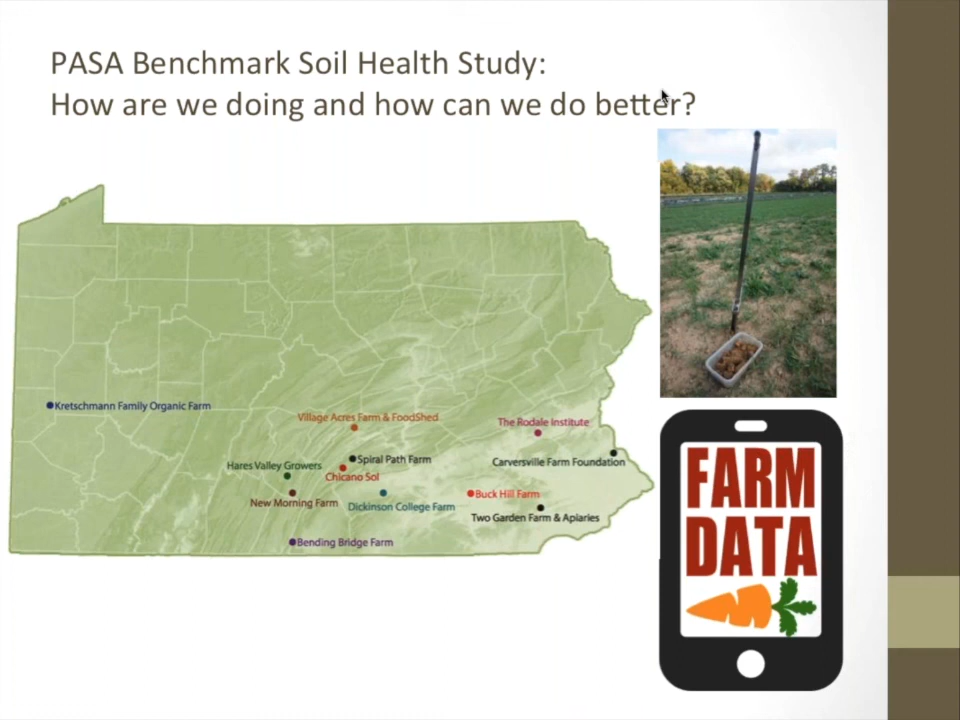 PASA Benchmark Soil Health Study:
How are we doing and how can we do better?
Kretschmann Family Organic Farm
Village Acres Farm & FoodShed
The Rodale Institute
Spiral Path Farm
Carversville Farm Foundation
Hares Valley Growers
Chicano Sol
Buck Hill Farm
New Morning Farm
Dickinson College Farm
Two Garden Farm & Apiaries
Bending Bridge Farm
FARM
DATA